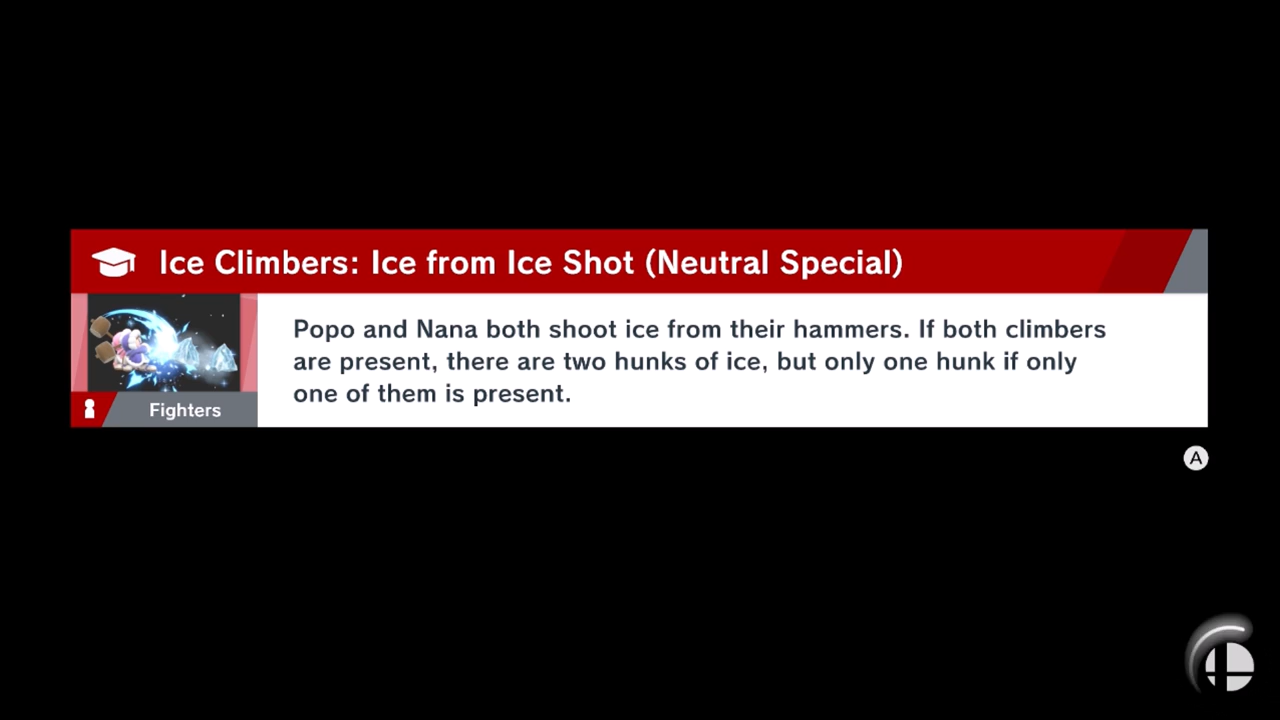 Ice Climbers: Ice from Ice Shot (Neutral Special)
Popo and Nana both shoot ice from their hammers. If both climbers
are present, there are two hunks of ice, but only one hunk if only
one of them is present.
Fighters
A